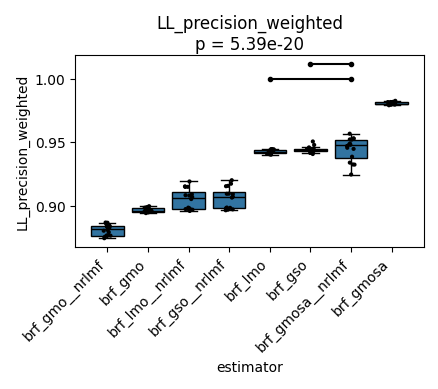 LL_precision_weighted
p = 5.39e-20
LL_precision_weighted
1.00
0.95
0.90
brf_gmo__nrlmf
brf_gmo
brf_lmo__nrlmf
brf_gso__nrlmf
brf_lmo
brf_gso
brf_gmosa__nrlmf
brf_gmosa
estimator